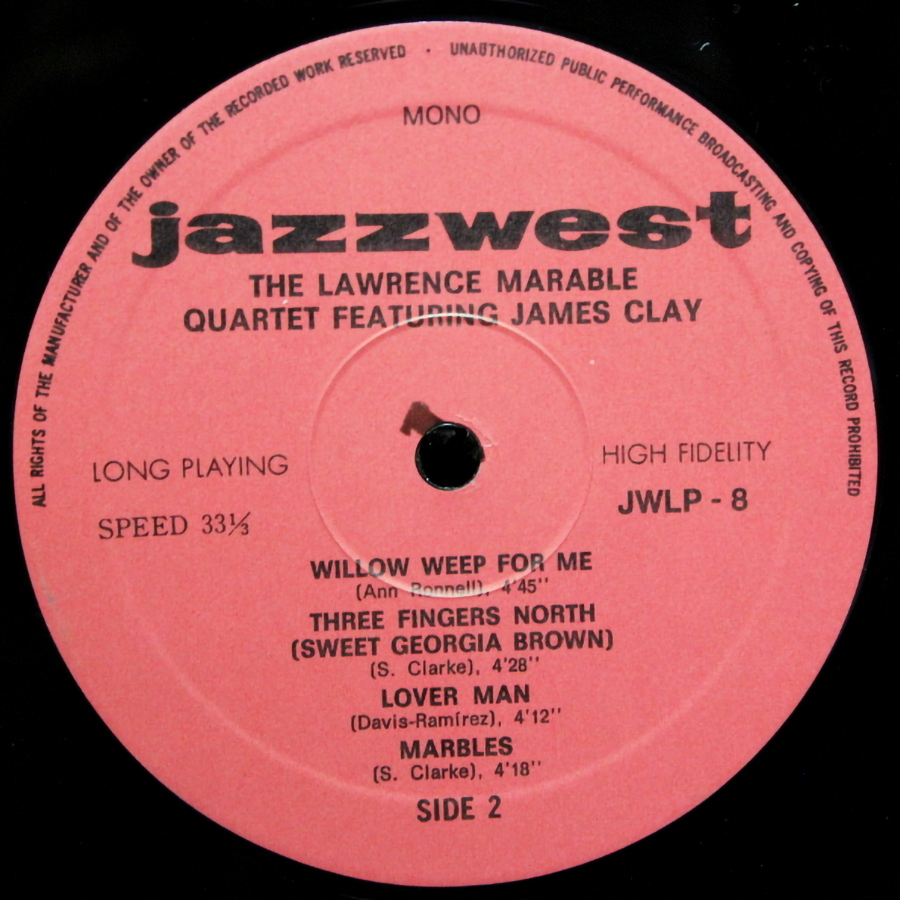 ALL RIGHTS OF THE MANUFACTURER AND OF THE OWNER OF THE RECORDED WORK RESERVED · UNAUTHORIZED PUBLIC PERFORMANCE BROADCASTING AND COPYING OF THIS RECORD PROHIBITED
MONO
jazzwest
THE LAWRENCE MARABLE
QUARTET FEATURING JAMES CLAY
LONG PLAYING
HIGH FIDELITY
SPEED 33⅓
JWLP - 8
WILLOW WEEP FOR ME
(Ann Ronnell), 4'45''
THREE FINGERS NORTH
(SWEET GEORGIA BROWN)
(S. Clarke), 4'28''
LOVER MAN
(Davis-Ramírez), 4'12''
MARBLES
(S. Clarke), 4'18''
SIDE 2